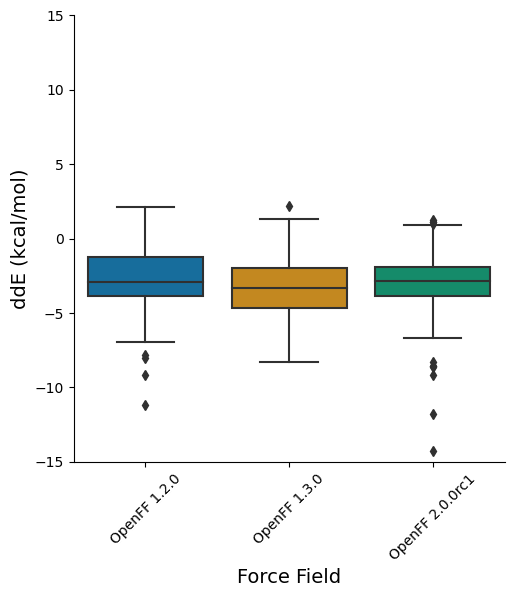 15
10
5
0
−5
−10
−15
ddE (kcal/mol)
OpenFF 1.2.0
OpenFF 1.3.0
OpenFF 2.0.0rc1
Force Field